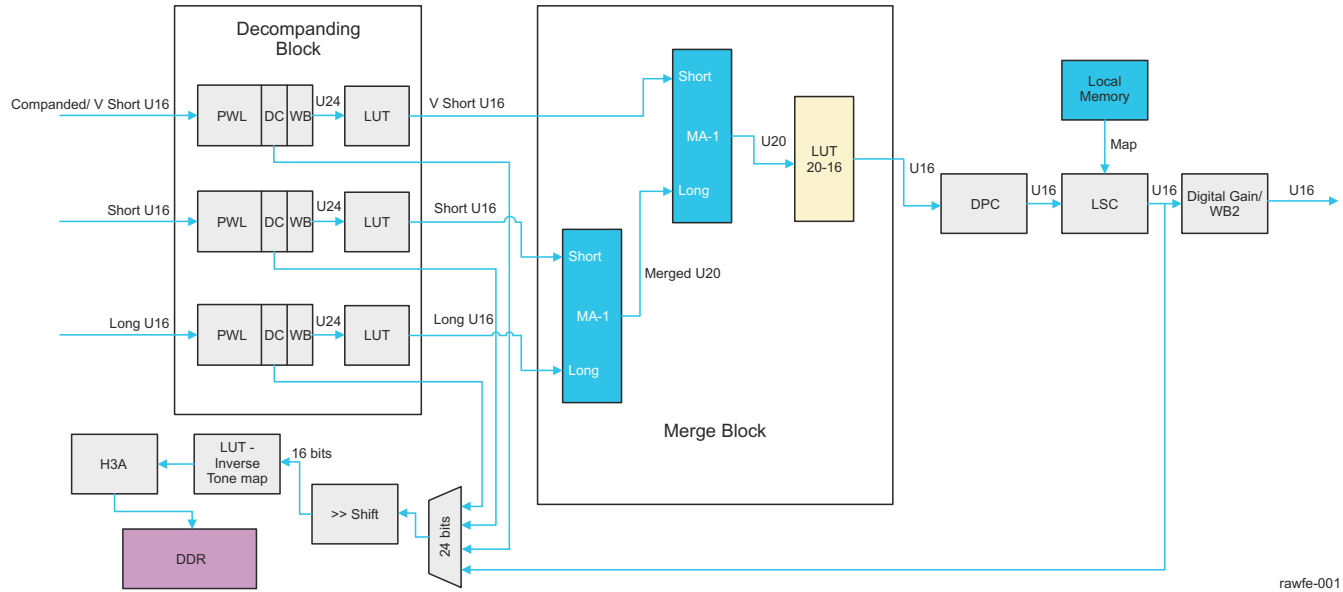 Decompanding
Block
Companded/ V Short U16
PWL
DC
WB
U24
LUT
V Short U16
Short U16
PWL
DC
WB
U24
LUT
Short U16
Long U16
PWL
DC
WB
U24
LUT
Long U16
Short
MA-1
Long
Merged U20
Short
MA-1
Long
U20
LUT
20-16
Merge Block
U16
DPC
U16
Local
Memory
Map
LSC
U16
Digital Gain/
WB2
U16
H3A
LUT -
Inverse
Tone map
16 bits
>> Shift
24 bits
DDR
rawfe-001